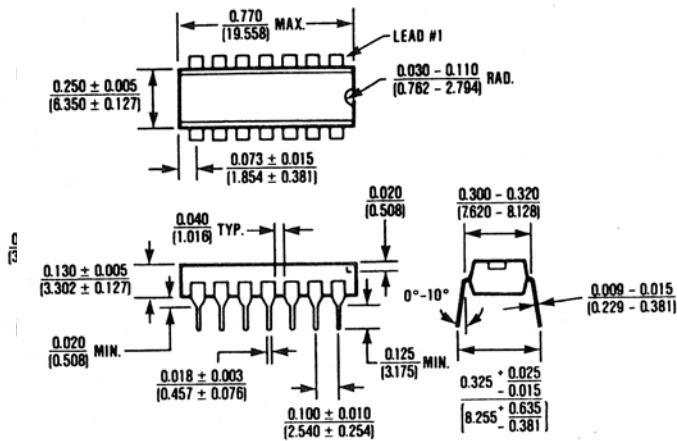 0.770
(19.558)
MAX.
LEAD #1
0.250 ± 0.005
(6.350 ± 0.127)
0.030 - 0.110
(0.762 - 2.794)
RAD.
0.073 ± 0.015
(1.854 ± 0.381)
0.040
(1.016)
TYP.
0.020
(0.508)
0.300 - 0.320
(7.620 - 8.128)
0.130 ± 0.005
(3.302 ± 0.127)
0°-10°
0.009 - 0.015
(0.229 - 0.381)
0.020
(0.508)
MIN.
0.018 ± 0.003
(0.457 ± 0.076)
0.125
(3.175)
MIN.
0.100 ± 0.010
(2.540 ± 0.254)
0.325 + 0.025
- 0.015
(8.255 + 0.635
- 0.381)